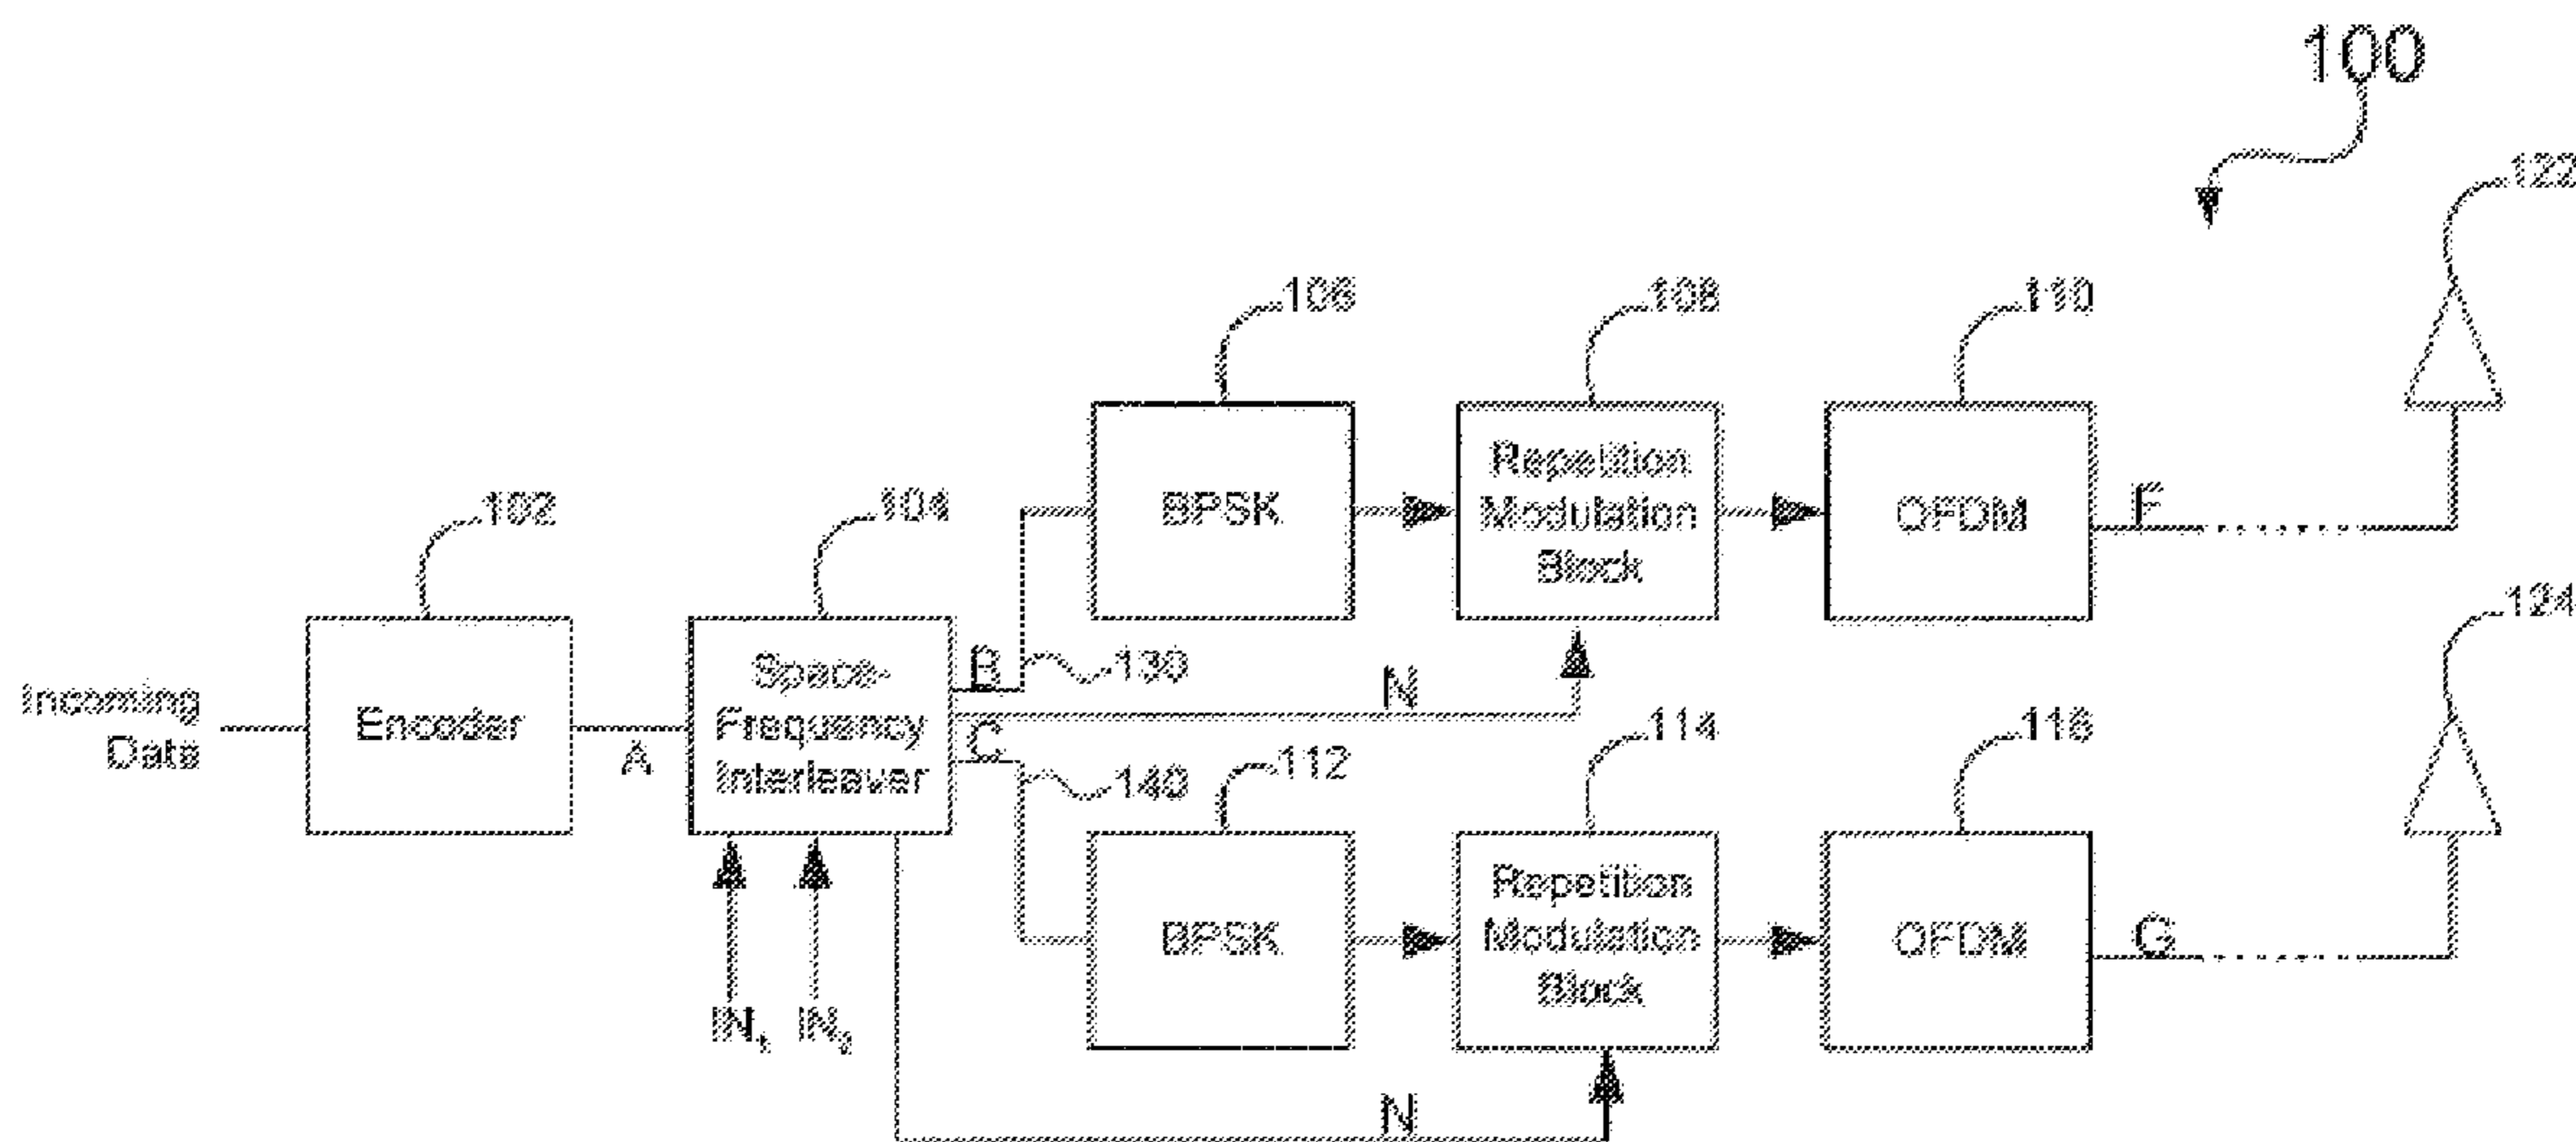 100
122
106
108
110
102
104
124
BPSK
Repetition
Modulation
Block
OFDM
F
Incoming
Data
Encoder
A
Space-
Frequency
Interleaver
B
130
N
C
140
112
114
116
BPSK
Repetition
Modulation
Block
OFDM
G
IN₁ IN₂
N